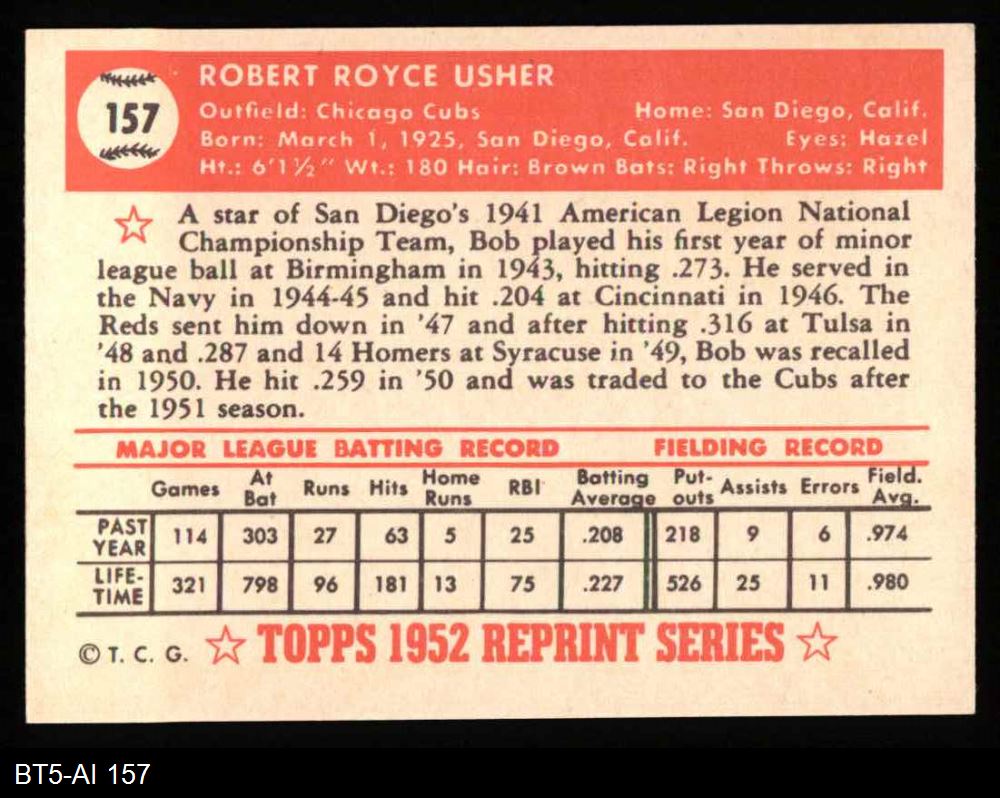 157
ROBERT ROYCE USHER
Outfield: Chicago Cubs Home: San Diego, Calif.
Born: March 1, 1925, San Diego, Calif. Eyes: Hazel
Ht.: 6'1½" Wt.: 180 Hair: Brown Bats: Right Throws: Right
A star of San Diego's 1941 American Legion National
Championship Team, Bob played his first year of minor
league ball at Birmingham in 1943, hitting .273. He served in
the Navy in 1944-45 and hit .204 at Cincinnati in 1946. The
Reds sent him down in '47 and after hitting .316 at Tulsa in
'48 and .287 and 14 Homers at Syracuse in '49, Bob was recalled
in 1950. He hit .259 in '50 and was traded to the Cubs after
the 1951 season.
MAJOR LEAGUE BATTING RECORD FIELDING RECORD
Games At Bat Runs Hits Home Runs RBI Batting Average Put-outs Assists Errors Field. Avg.
PAST YEAR 114 303 27 63 5 25 .208 218 9 6 .974
LIFE-TIME 321 798 96 181 13 75 .227 526 25 11 .980
© T. C. G. TOPPS 1952 REPRINT SERIES
BT5-AI 157